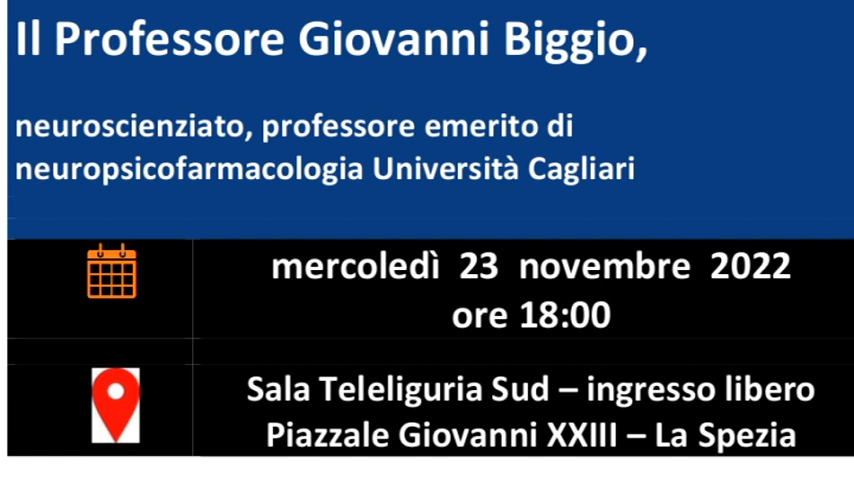 Il Professore Giovanni Biggio,
neuroscienziato, professore emerito di
neuropsicofarmacologia Università Cagliari
mercoledì 23 novembre 2022
ore 18:00
Sala Teleliguria Sud – ingresso libero
Piazzale Giovanni XXIII – La Spezia